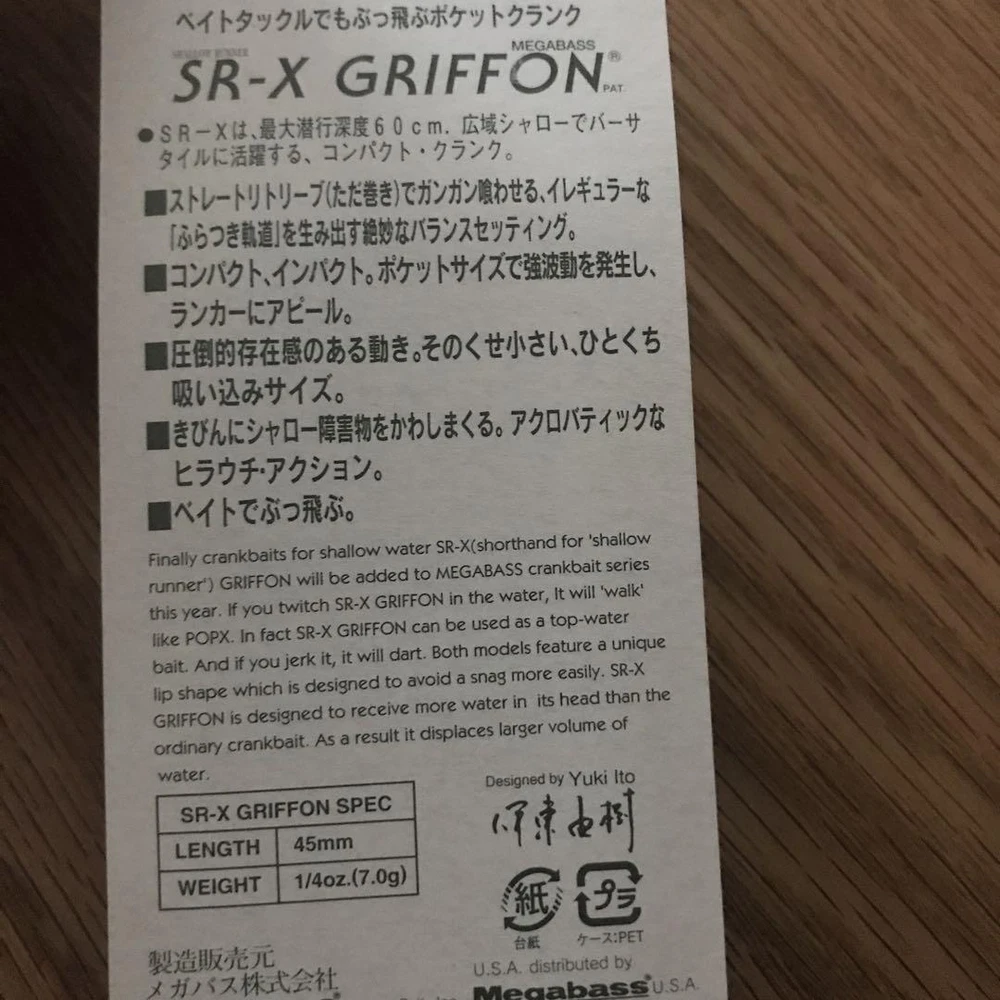 ベイトタックルでもぶっ飛ぶポケットクランク
SHALLOW RUNNER
MEGABASS
SR-X GRIFFON®
PAT.
●SR－Xは、最大潜行深度60cm. 広域シャローでバーサ
タイルに活躍する、コンパクト・クランク。
■ストレートリトリーブ(ただ巻き)でガンガン喰わせる、イレギュラーな
「ふらつき軌道」を生み出す絶妙なバランスセッティング。
■コンパクト、インパクト。ポケットサイズで強波動を発生し、
ランカーにアピール。
■圧倒的存在感のある動き。そのくせ小さい、ひとくち
吸い込みサイズ。
■きびんにシャロー障害物をかわしまくる。アクロバティックな
ヒラウチ・アクション。
■ベイトでぶっ飛ぶ。
Finally crankbaits for shallow water SR-X(shorthand for 'shallow
runner') GRIFFON will be added to MEGABASS crankbait series
this year. If you twitch SR-X GRIFFON in the water, It will 'walk'
like POPX. In fact SR-X GRIFFON can be used as a top-water
bait. And if you jerk it, it will dart. Both models feature a unique
lip shape which is designed to avoid a snag more easily. SR-X
GRIFFON is designed to receive more water in its head than the
ordinary crankbait. As a result it displaces larger volume of
water.
SR-X GRIFFON SPEC
LENGTH 45mm
WEIGHT 1/4oz.(7.0g)
Designed by Yuki Ito
伊東由樹
紙
プラ
台紙
ケース:PET
製造販売元
メガバス株式会社
U.S.A. distributed by
Megabass® U.S.A.